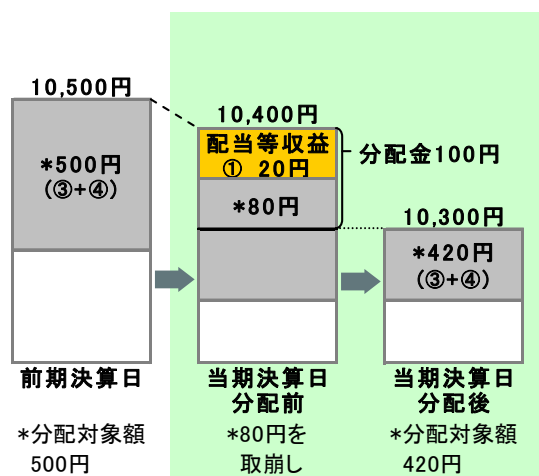 10,500円
*500円
(③+④)
前期決算日
*分配対象額
500円
10,400円
配当等収益
① 20円
*80円
分配金100円
当期決算日
分配前
*80円を
取崩し
10,300円
*420円
(③+④)
当期決算日
分配後
*分配対象額
420円